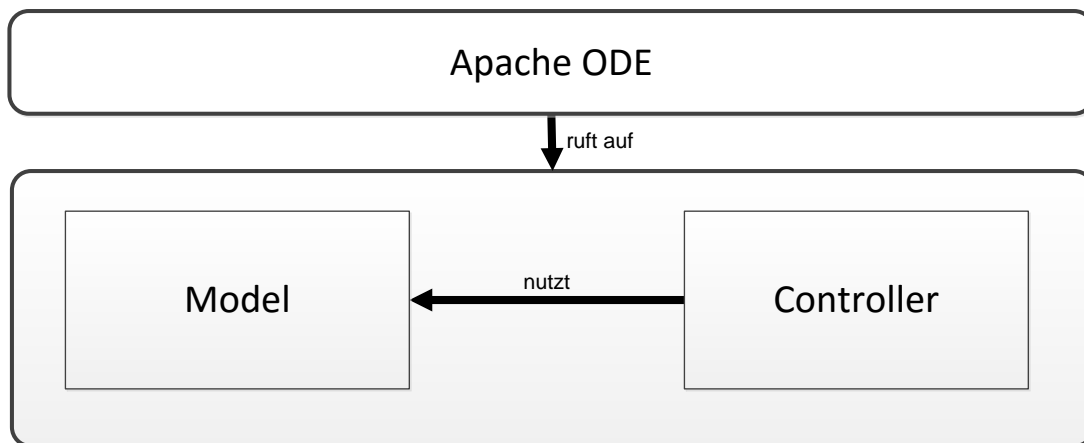 Apache ODE
ruft auf
nutzt
Model
Controller